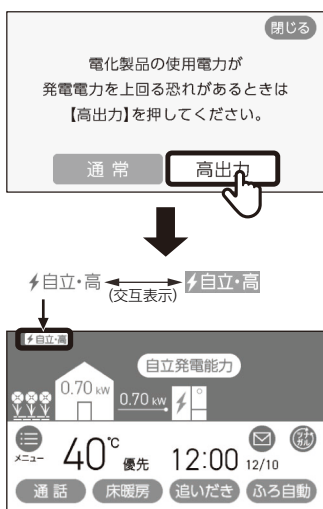 閉じる
電化製品の使用電力が
発電電力を上回る恐れがあるときは
【高出力】を押してください。
通常
高出力
自立・高
(交互表示)
自立・高
自立・高
自立発電能力
0.70 kW
0.70 kW
メニュー
40℃
優先
12:00
12/10
ツナガル
通話
床暖房
追いだき
ふろ自動